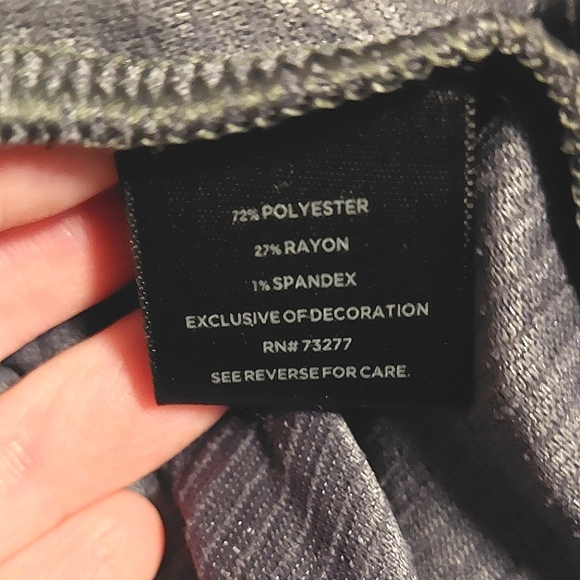 72% POLYESTER
27% RAYON
1% SPANDEX
EXCLUSIVE OF DECORATION
RN# 73277
SEE REVERSE FOR CARE.